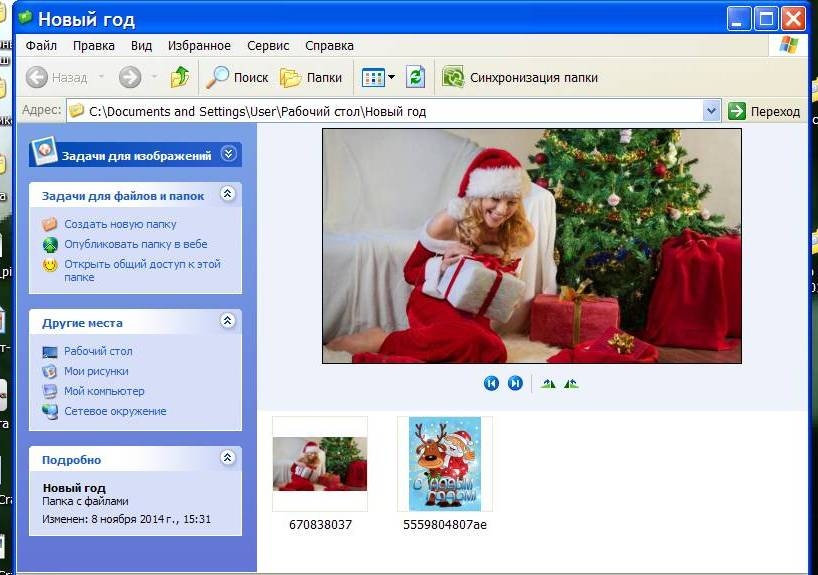 Новый год
Файл Правка Вид Избранное Сервис Справка
Назад Поиск Папки Синхронизация папки
Адрес: C:\Documents and Settings\User\Рабочий стол\Новый год Переход
Задачи для изображений
Задачи для файлов и папок
Создать новую папку
Опубликовать папку в вебе
Открыть общий доступ к этой
папке
Другие места
Рабочий стол
Мои рисунки
Мой компьютер
Сетевое окружение
Подробно
Новый год
Папка с файлами
Изменен: 8 ноября 2014 г., 15:31
С НОВЫМ
ГОДОМ!
670838037 5559804807ae